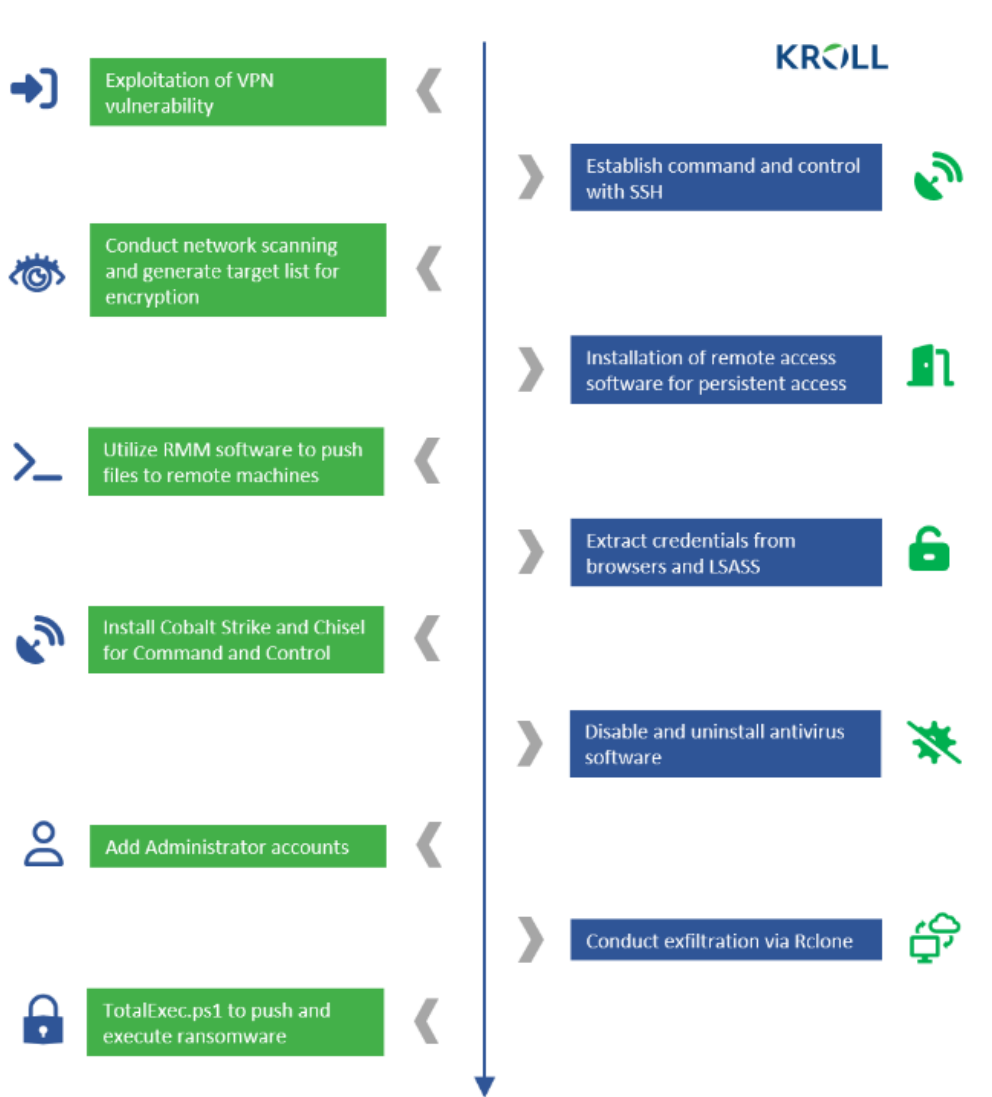 KROLL
Exploitation of VPN
vulnerability
Establish command and control
with SSH
Conduct network scanning
and generate target list for
encryption
Installation of remote access
software for persistent access
Utilize RMM software to push
files to remote machines
Extract credentials from
browsers and LSASS
Install Cobalt Strike and Chisel
for Command and Control
Disable and uninstall antivirus
software
Add Administrator accounts
Conduct exfiltration via Rclone
TotalExec.ps1 to push and
execute ransomware